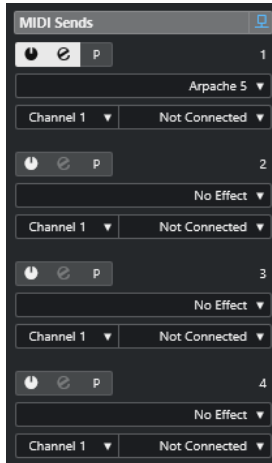 MIDI Sends
P 1
Arpache 5
Channel 1 Not Connected
P 2
No Effect
Channel 1 Not Connected
P 3
No Effect
Channel 1 Not Connected
P 4
No Effect
Channel 1 Not Connected